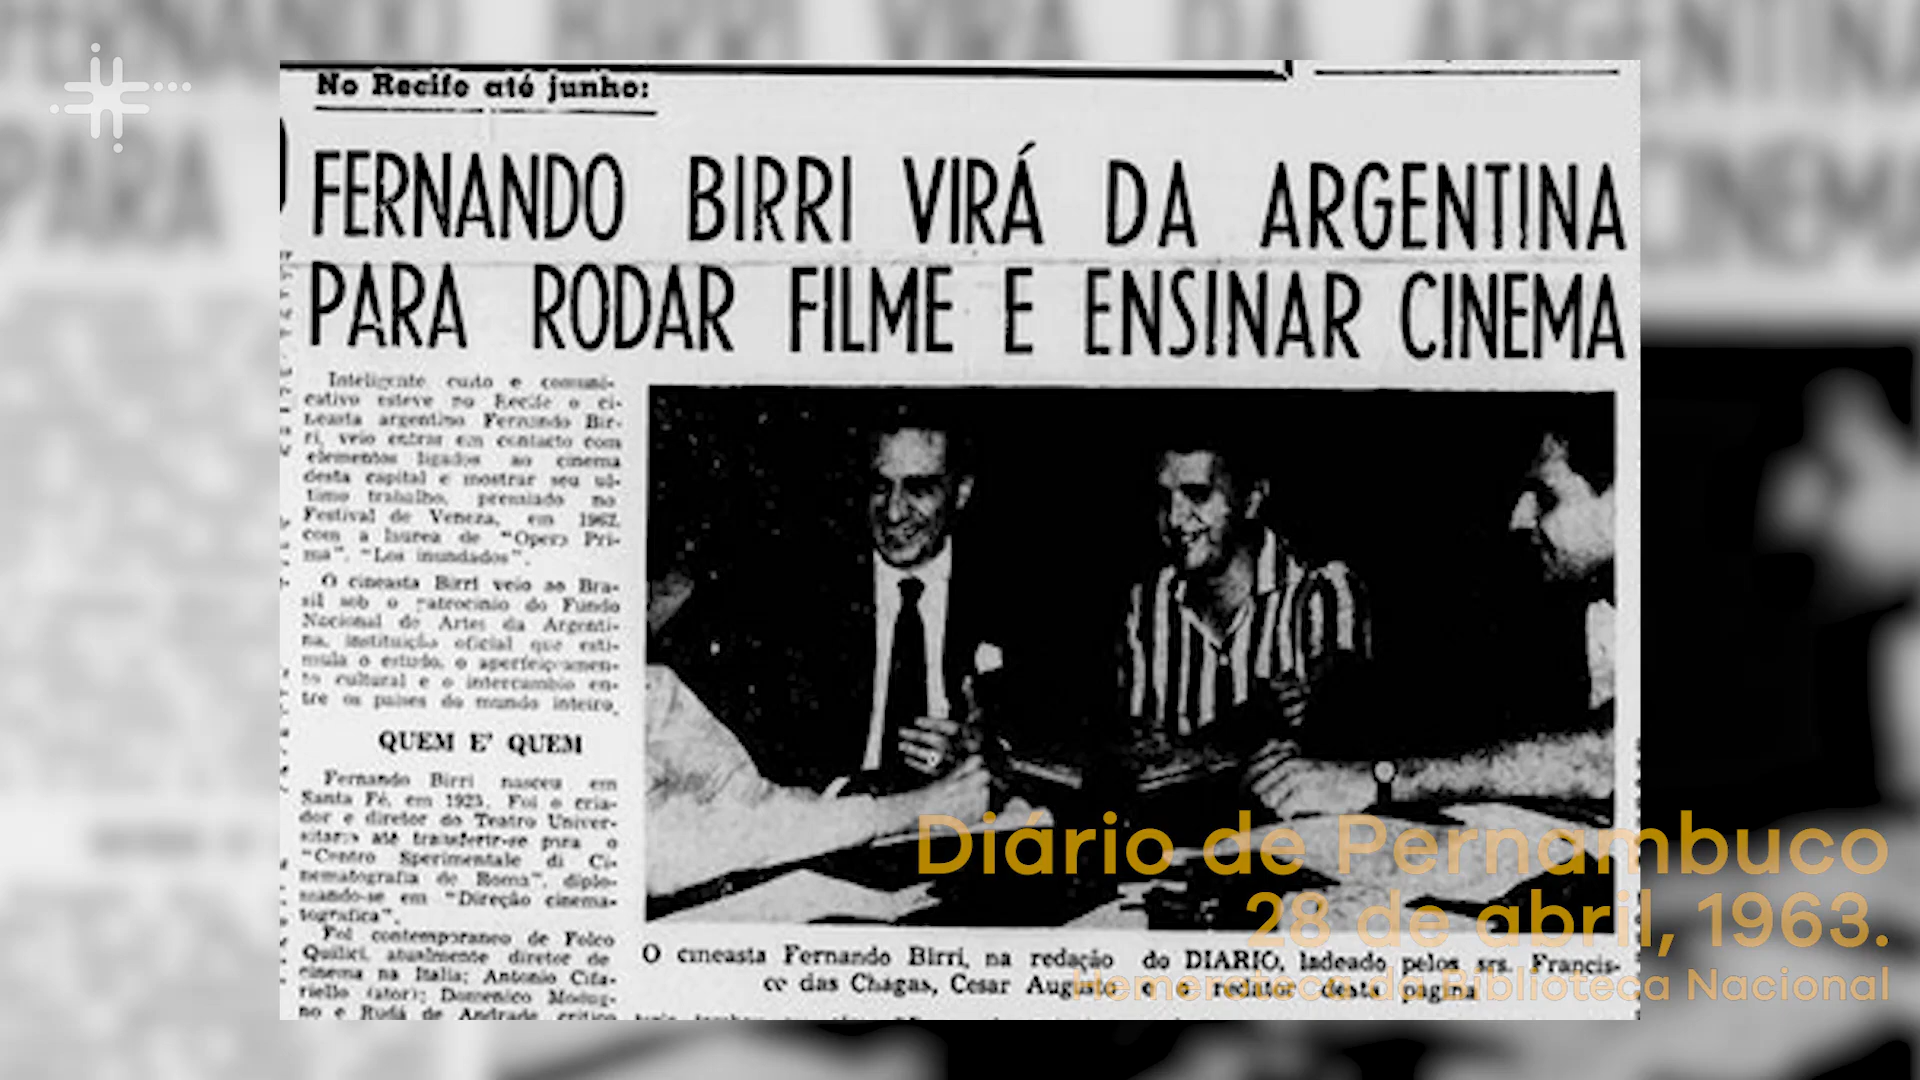 No Recife até junho:
FERNANDO BIRRI VIRÁ DA ARGENTINA
PARA RODAR FILME E ENSINAR CINEMA
Inteligente culto e comuni-
cativo esteve no Recife o ci-
neasta argentino Fernando Bir-
ri, veio entrar em contacto com
elementos ligados ao cinema
desta capital e mostrar seu ul-
timo trabalho, premiado no
Festival de Veneza, em 1962,
com a laurea de "Opera Pri-
ma". "Los inundados".
O cineasta Birri veio ao Bra-
sil sob o patrocinio do Fundo
Nacional de Artes da Argenti-
na, instituição oficial que esti-
mula o estudo, o aperfeiçoamen-
to cultural e o intercambio en-
tre os paises do mundo inteiro.
QUEM E' QUEM
Fernando Birri nasceu em
Santa Fé, em 1925. Foi o cria-
dor e diretor do Teatro Univer-
sitario até transferir-se para o
"Centro Sperimentale di Ci-
nematografia de Roma", diplo-
mando-se em "Direção cinema-
tografica".
Foi contemporaneo de Folco
Quilici, atualmente diretor de
cinema na Italia; Antonio Cifa-
riello (ator); Domenico Modug-
no e Rudá de Andrade critico
O cineasta Fernando Birri, na redação do DIARIO, ladeado pelos srs. Francis-
co das Chagas, Cesar Augusto e o redator desta pagina
Diário de Pernambuco
28 de abril, 1963.
Hemeroteca da Biblioteca Nacional